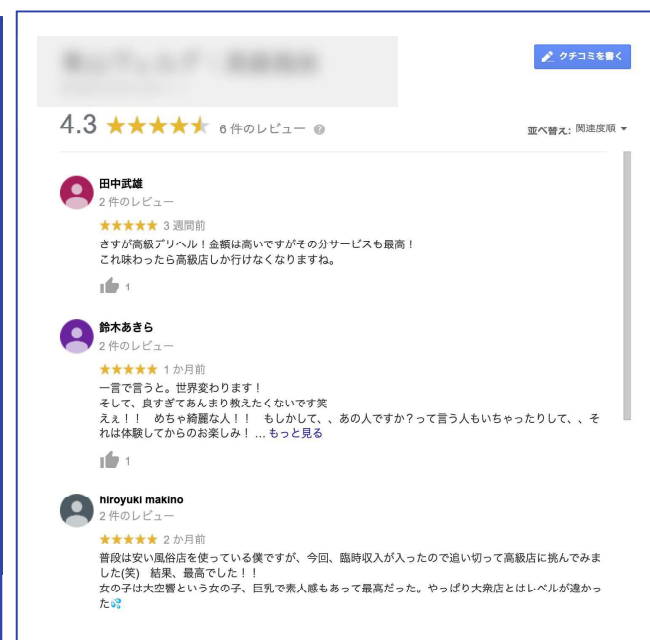 クチコミを書く
4.3 6 件のレビュー
並べ替え: 関連度順
田中武雄
2 件のレビュー
3 週間前
さすが高級デリヘル！金額は高いですがその分サービスも最高！
これ味わったら高級店しか行けなくなりますね。
1
鈴木あきら
2 件のレビュー
1 か月前
一言で言うと。世界変わります！
そして、良すぎてあんまり教えたくないです笑
えぇ！！ めちゃ綺麗な人！！ もしかして、、あの人ですか？って言う人もいちゃったりして、、そ
れは体験してからのお楽しみ！ ... もっと見る
1
hiroyuki makino
2 件のレビュー
2 か月前
普段は安い風俗店を使っている僕ですが、今回、臨時収入が入ったので追い切って高級店に挑んでみま
した(笑) 結果、最高でした！！
女の子は大空響という女の子、巨乳で素人感もあって最高だった。やっぱり大衆店とはレベルが違かっ
た💦